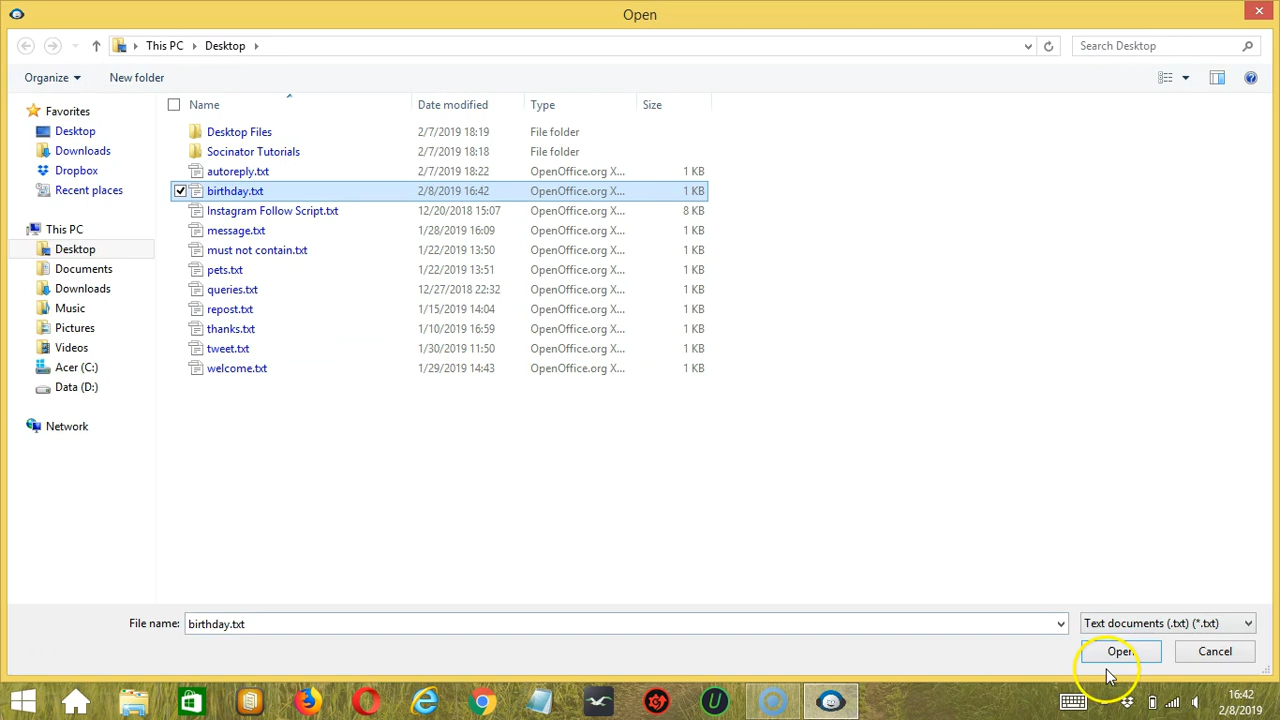 Open
This PC Desktop
Search Desktop
Organize New folder
Name Date modified Type Size
Favorites
Desktop
Downloads
Dropbox
Recent places
This PC
Desktop
Documents
Downloads
Music
Pictures
Videos
Acer (C:)
Data (D:)
Network
Desktop Files 2/7/2019 18:19 File folder
Socinator Tutorials 2/7/2019 18:18 File folder
autoreply.txt 2/7/2019 18:22 OpenOffice.org X... 1 KB
birthday.txt 2/8/2019 16:42 OpenOffice.org X... 1 KB
Instagram Follow Script.txt 12/20/2018 15:07 OpenOffice.org X... 8 KB
message.txt 1/28/2019 16:09 OpenOffice.org X... 1 KB
must not contain.txt 1/22/2019 13:50 OpenOffice.org X... 1 KB
pets.txt 1/22/2019 13:51 OpenOffice.org X... 1 KB
queries.txt 12/27/2018 22:32 OpenOffice.org X... 1 KB
repost.txt 1/15/2019 14:04 OpenOffice.org X... 1 KB
thanks.txt 1/10/2019 16:59 OpenOffice.org X... 1 KB
tweet.txt 1/30/2019 11:50 OpenOffice.org X... 1 KB
welcome.txt 1/29/2019 14:43 OpenOffice.org X... 1 KB
File name: birthday.txt Text documents (.txt) (*.txt)
Open Cancel
16:42
2/8/2019